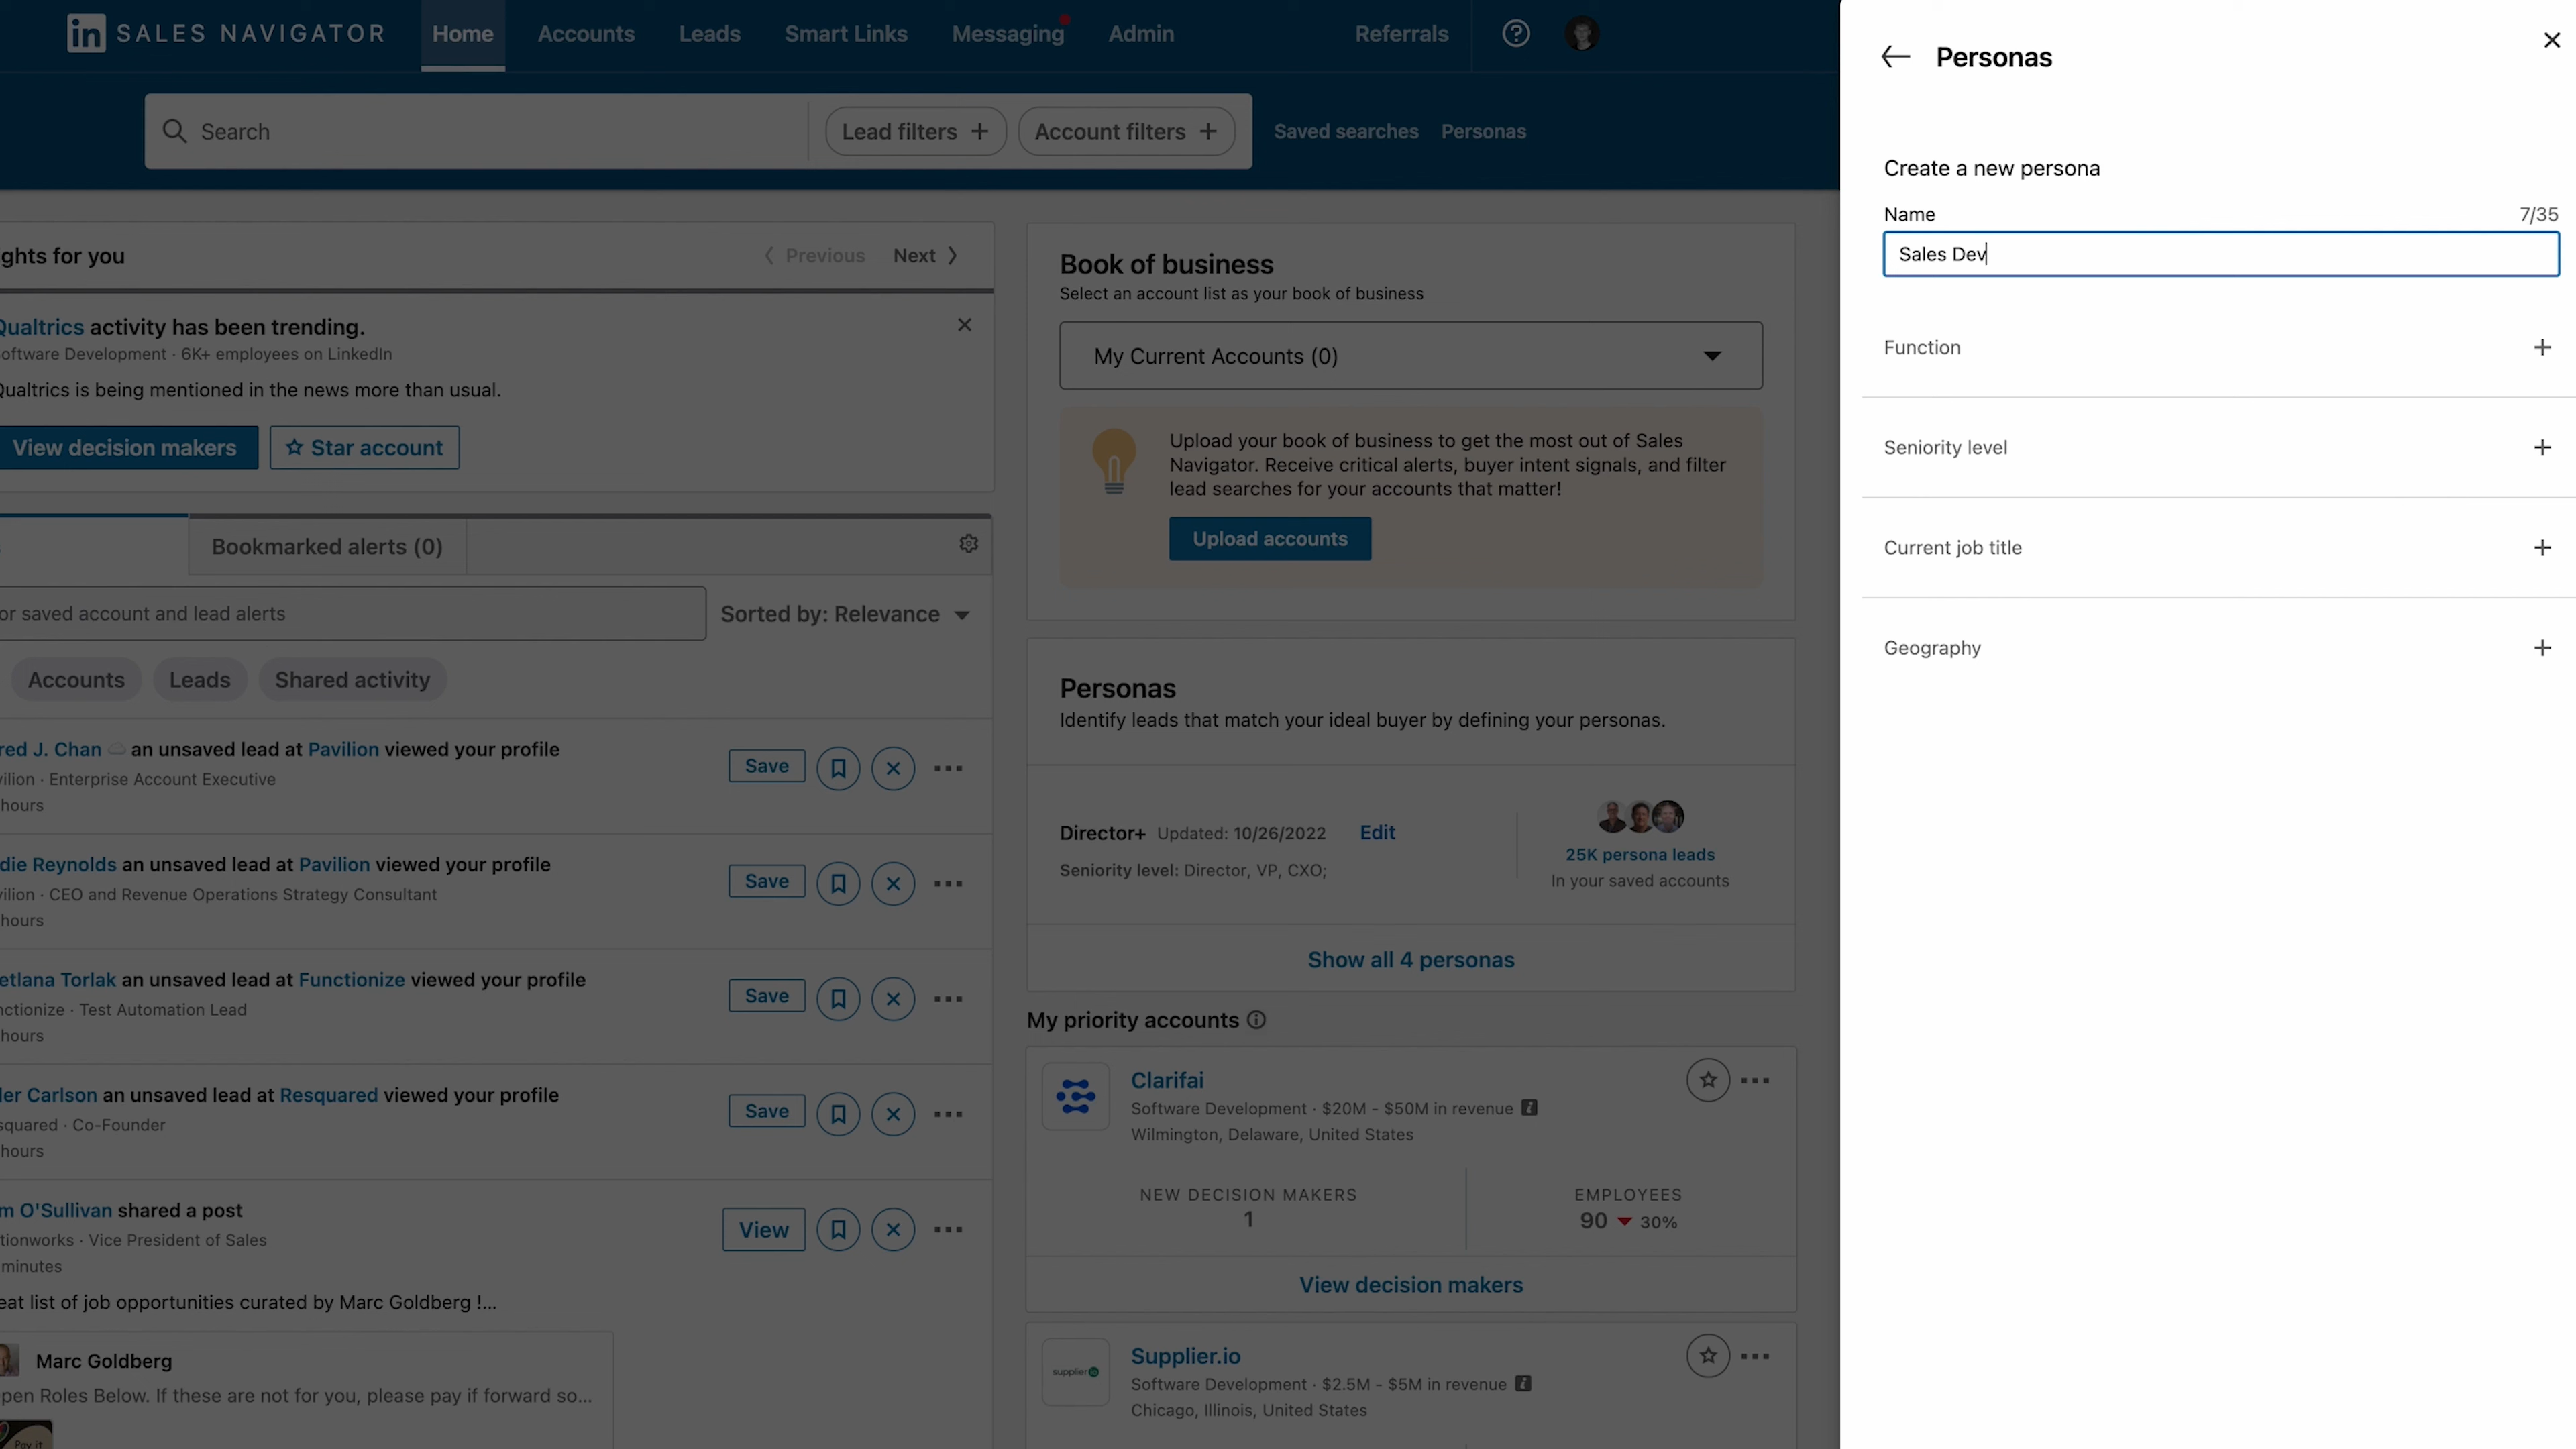 in SALES NAVIGATOR
Home
Accounts
Leads
Smart Links
Messaging
Admin
Referrals
Search
Lead filters +
Account filters +
Saved searches
Personas
ghts for you
Previous
Next
Qualtrics activity has been trending.
oftware Development · 6K+ employees on LinkedIn
Qualtrics is being mentioned in the news more than usual.
View decision makers
Star account
Bookmarked alerts (0)
or saved account and lead alerts
Sorted by: Relevance
Accounts
Leads
Shared activity
red J. Chan an unsaved lead at Pavilion viewed your profile
vilion · Enterprise Account Executive
hours
Save
die Reynolds an unsaved lead at Pavilion viewed your profile
vilion · CEO and Revenue Operations Strategy Consultant
hours
Save
etlana Torlak an unsaved lead at Functionize viewed your profile
nctionize · Test Automation Lead
hours
Save
ler Carlson an unsaved lead at Resquared viewed your profile
squared · Co-Founder
hours
Save
m O'Sullivan shared a post
tionworks · Vice President of Sales
minutes
View
eat list of job opportunities curated by Marc Goldberg !...
Marc Goldberg
pen Roles Below. If these are not for you, please pay if forward so...
Pay it
Book of business
Select an account list as your book of business
My Current Accounts (0)
Upload your book of business to get the most out of Sales
Navigator. Receive critical alerts, buyer intent signals, and filter
lead searches for your accounts that matter!
Upload accounts
Personas
Identify leads that match your ideal buyer by defining your personas.
Director+ Updated: 10/26/2022 Edit
Seniority level: Director, VP, CXO;
25K persona leads
In your saved accounts
Show all 4 personas
My priority accounts
Clarifai
Software Development · $20M - $50M in revenue
Wilmington, Delaware, United States
NEW DECISION MAKERS
1
EMPLOYEES
90 30%
View decision makers
supplier io
Supplier.io
Software Development · $2.5M - $5M in revenue
Chicago, Illinois, United States
Personas
Create a new persona
Name
7/35
Sales Dev
Function
Seniority level
Current job title
Geography